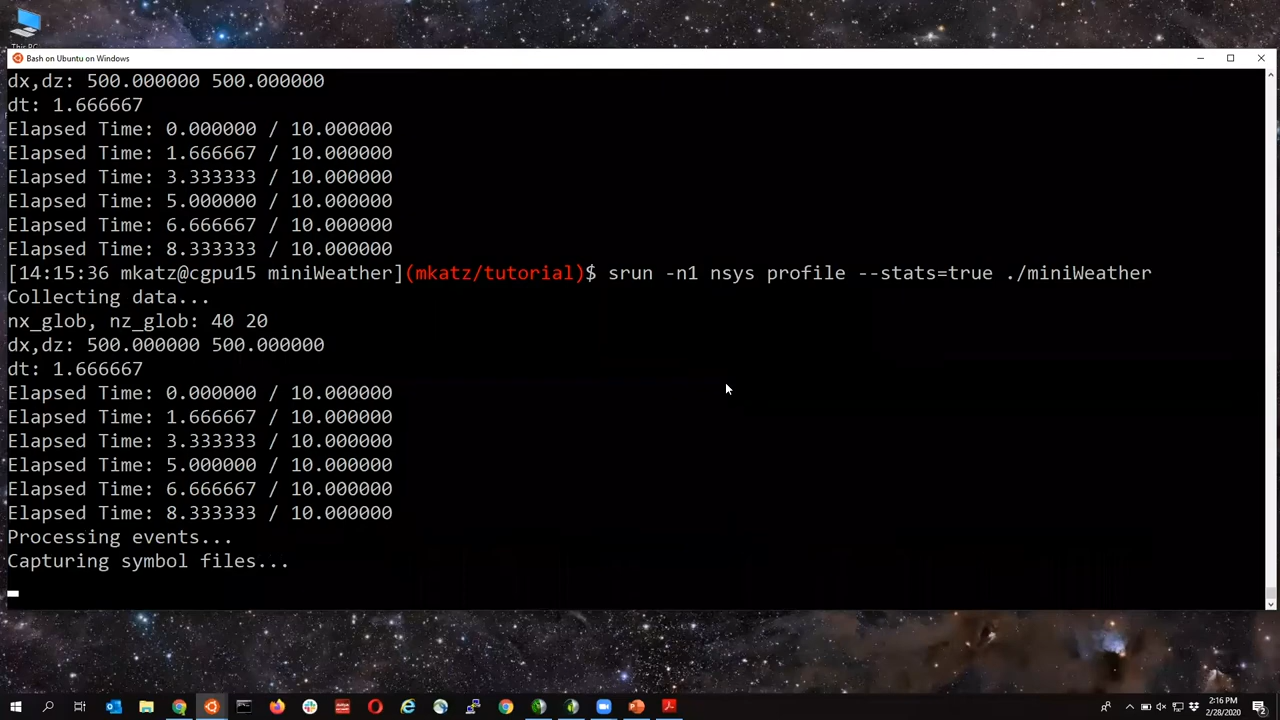 This PC
Bash on Ubuntu on Windows
dx,dz: 500.000000 500.000000
dt: 1.666667
Elapsed Time: 0.000000 / 10.000000
Elapsed Time: 1.666667 / 10.000000
Elapsed Time: 3.333333 / 10.000000
Elapsed Time: 5.000000 / 10.000000
Elapsed Time: 6.666667 / 10.000000
Elapsed Time: 8.333333 / 10.000000
[14:15:36 mkatz@cgpu15 miniWeather](mkatz/tutorial)$ srun -n1 nsys profile --stats=true ./miniWeather
Collecting data...
nx_glob, nz_glob: 40 20
dx,dz: 500.000000 500.000000
dt: 1.666667
Elapsed Time: 0.000000 / 10.000000
Elapsed Time: 1.666667 / 10.000000
Elapsed Time: 3.333333 / 10.000000
Elapsed Time: 5.000000 / 10.000000
Elapsed Time: 6.666667 / 10.000000
Elapsed Time: 8.333333 / 10.000000
Processing events...
Capturing symbol files...
2:16 PM
2/28/2020